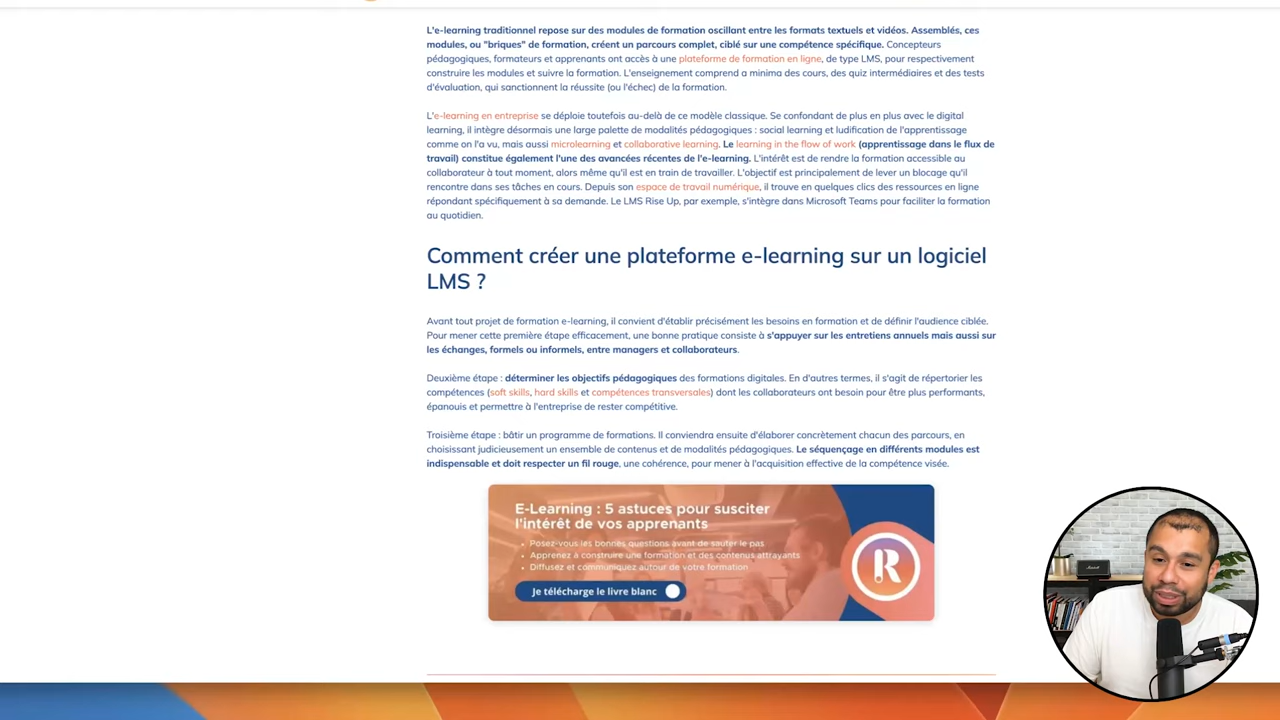 L'e-learning traditionnel repose sur des modules de formation oscillant entre les formats textuels et vidéos. Assemblés, ces
modules, ou "briques" de formation, créent un parcours complet, ciblé sur une compétence spécifique. Concepteurs
pédagogiques, formateurs et apprenants ont accès à une plateforme de formation en ligne, de type LMS, pour respectivement
construire les modules et suivre la formation. L'enseignement comprend a minima des cours, des quiz intermédiaires et des tests
d'évaluation, qui sanctionnent la réussite (ou l'échec) de la formation.
L'e-learning en entreprise se déploie toutefois au-delà de ce modèle classique. Se confondant de plus en plus avec le digital
learning, il intègre désormais une large palette de modalités pédagogiques : social learning et ludification de l'apprentissage
comme on l'a vu, mais aussi microlearning et collaborative learning. Le learning in the flow of work (apprentissage dans le flux de
travail) constitue également l'une des avancées récentes de l'e-learning. L'intérêt est de rendre la formation accessible au
collaborateur à tout moment, alors même qu'il est en train de travailler. L'objectif est principalement de lever un blocage qu'il
rencontre dans ses tâches en cours. Depuis son espace de travail numérique, il trouve en quelques clics des ressources en ligne
répondant spécifiquement à sa demande. Le LMS Rise Up, par exemple, s'intègre dans Microsoft Teams pour faciliter la formation
au quotidien.
Comment créer une plateforme e-learning sur un logiciel
LMS ?
Avant tout projet de formation e-learning, il convient d'établir précisément les besoins en formation et de définir l'audience ciblée.
Pour mener cette première étape efficacement, une bonne pratique consiste à s'appuyer sur les entretiens annuels mais aussi sur
les échanges, formels ou informels, entre managers et collaborateurs.
Deuxième étape : déterminer les objectifs pédagogiques des formations digitales. En d'autres termes, il s'agit de répertorier les
compétences (soft skills, hard skills et compétences transversales) dont les collaborateurs ont besoin pour être plus performants,
épanouis et permettre à l'entreprise de rester compétitive.
Troisième étape : bâtir un programme de formations. Il conviendra ensuite d'élaborer concrètement chacun des parcours, en
choisissant judicieusement un ensemble de contenus et de modalités pédagogiques. Le séquençage en différents modules est
indispensable et doit respecter un fil rouge, une cohérence, pour mener à l'acquisition effective de la compétence visée.
E-Learning : 5 astuces pour susciter
l'intérêt de vos apprenants
• Posez-vous les bonnes questions avant de sauter le pas
• Apprenez à construire une formation et des contenus attrayants
• Diffusez et communiquez autour de votre formation
Je télécharge le livre blanc
R
Marshall